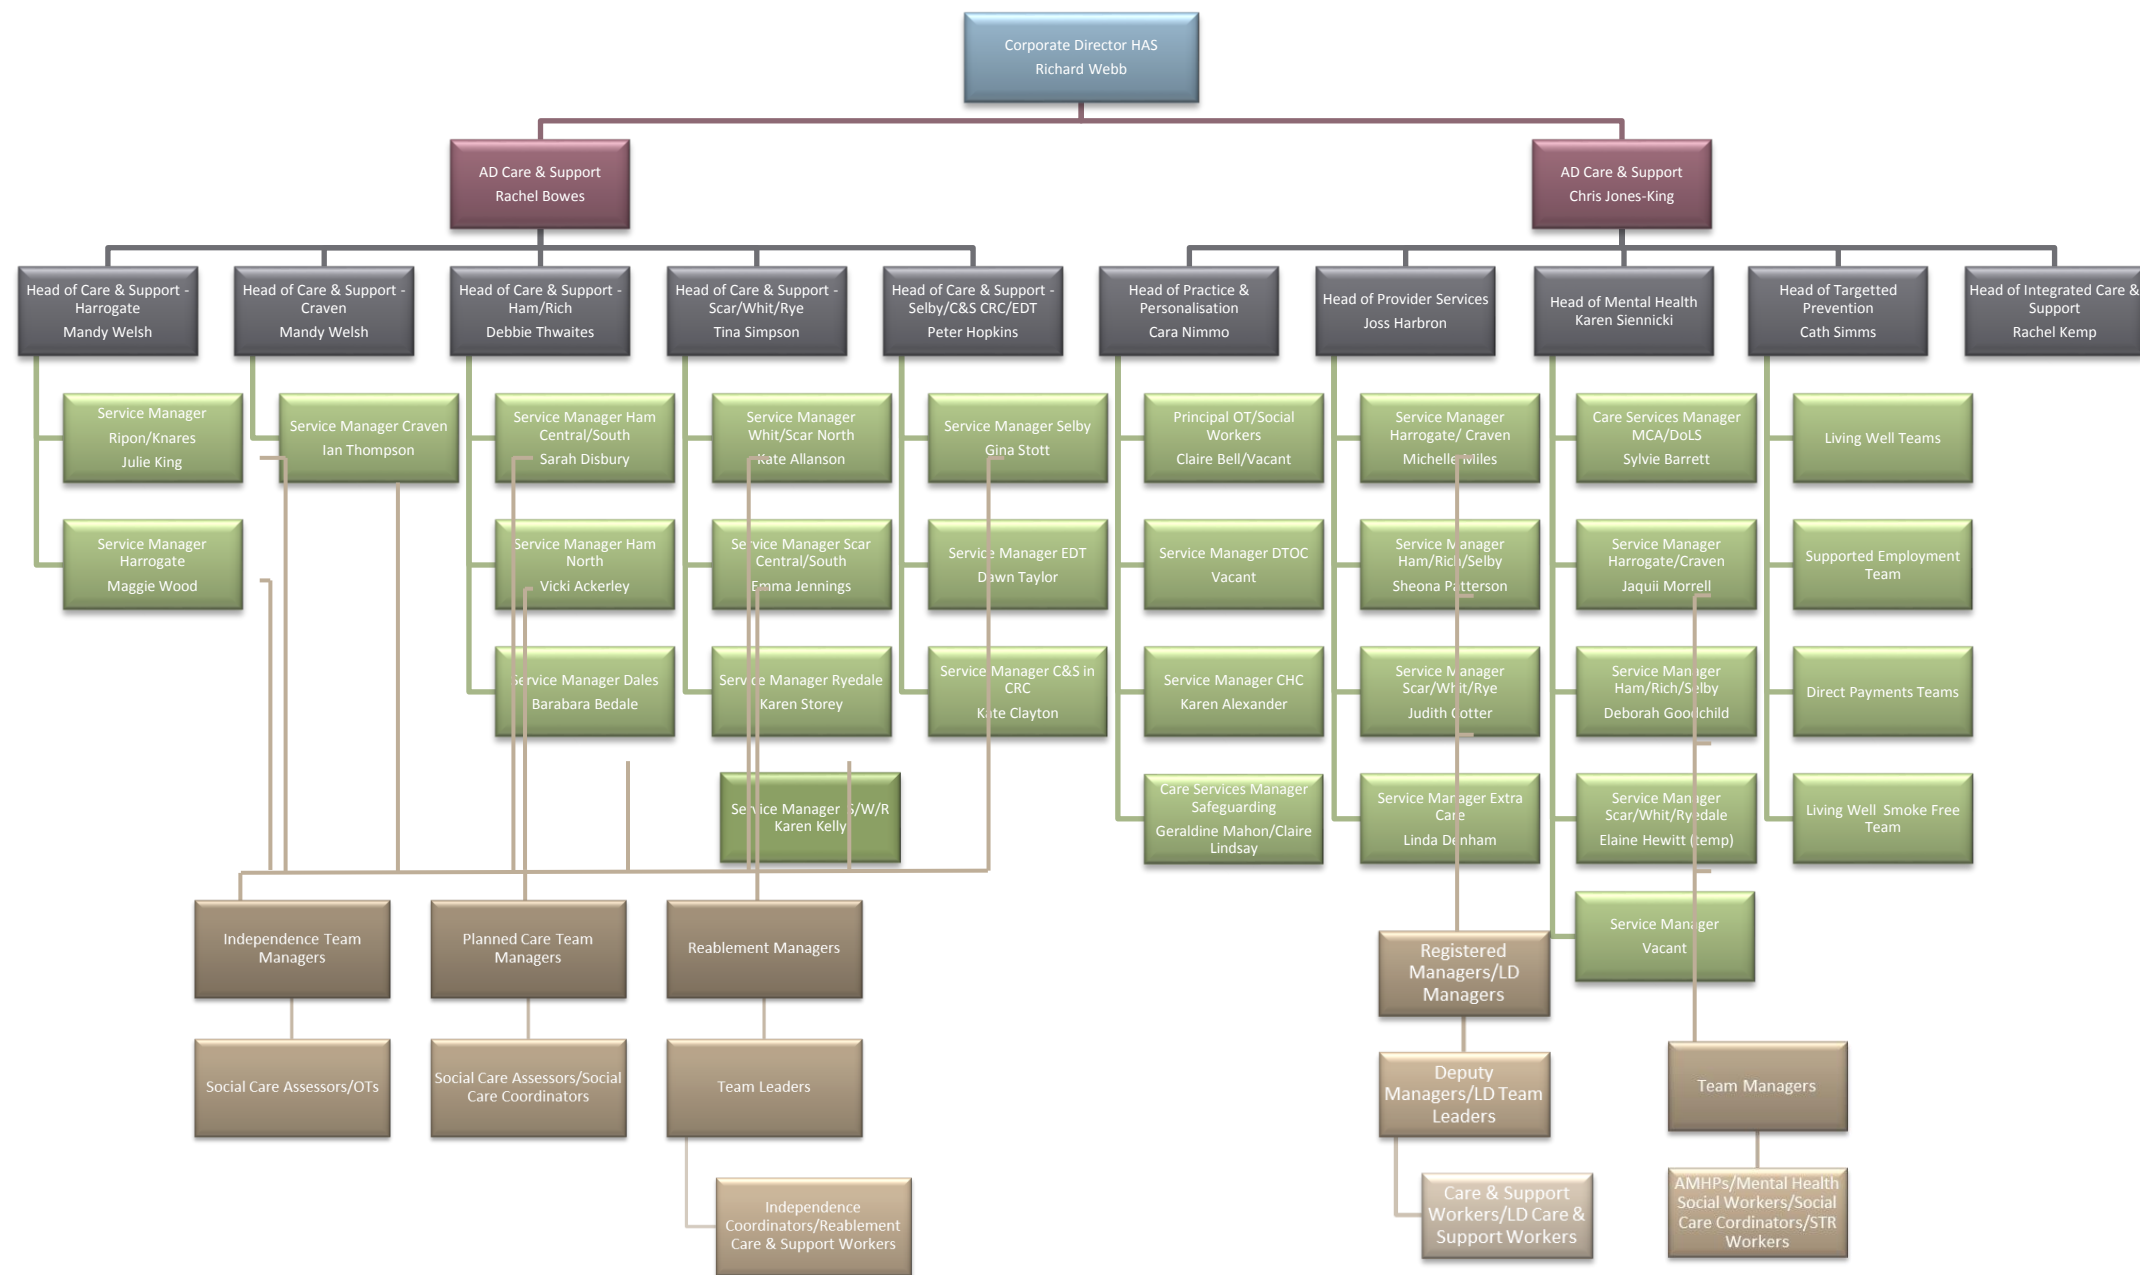 Corporate Director HAS
Richard Webb
AD Care & Support
Rachel Bowes
AD Care & Support
Chris Jones-King
Head of Care & Support -
Harrogate
Mandy Welsh
Head of Care & Support -
Craven
Mandy Welsh
Head of Care & Support -
Ham/Rich
Debbie Thwaites
Head of Care & Support -
Scar/Whit/Rye
Tina Simpson
Head of Care & Support -
Selby/C&S CRC/EDT
Peter Hopkins
Head of Practice &
Personalisation
Cara Nimmo
Head of Provider Services
Joss Harbron
Head of Mental Health
Karen Siennicki
Head of Targetted
Prevention
Cath Simms
Head of Integrated Care &
Support
Rachel Kemp
Service Manager
Ripon/Knares
Julie King
Service Manager Craven
Ian Thompson
Service Manager Ham
Central/South
Sarah Disbury
Service Manager
Whit/Scar North
Kate Allanson
Service Manager Selby
Gina Stott
Principal OT/Social
Workers
Claire Bell/Vacant
Service Manager
Harrogate/ Craven
Michelle Miles
Care Services Manager
MCA/DoLS
Sylvie Barrett
Living Well Teams
Service Manager
Harrogate
Maggie Wood
Service Manager Ham
North
Vicki Ackerley
Service Manager Scar
Central/South
Emma Jennings
Service Manager EDT
Dawn Taylor
Service Manager DTOC
Vacant
Service Manager
Ham/Rich/Selby
Sheona Patterson
Service Manager
Harrogate/Craven
Jaquii Morrell
Supported Employment
Team
Service Manager Dales
Barabara Bedale
Service Manager Ryedale
Karen Storey
Service Manager C&S in
CRC
Kate Clayton
Service Manager CHC
Karen Alexander
Service Manager
Scar/Whit/Rye
Judith Cotter
Service Manager
Ham/Rich/Selby
Deborah Goodchild
Direct Payments Teams
Service Manager S/W/R
Karen Kelly
Care Services Manager
Safeguarding
Geraldine Mahon/Claire
Lindsay
Service Manager Extra
Care
Linda Denham
Service Manager
Scar/Whit/Ryedale
Elaine Hewitt (temp)
Living Well  Smoke Free
Team
Service Manager
Vacant
Independence Team
Managers
Planned Care Team
Managers
Reablement Managers
Registered
Managers/LD
Managers
Social Care Assessors/OTs
Social Care Assessors/Social
Care Coordinators
Team Leaders
Deputy
Managers/LD Team
Leaders
Team Managers
Independence
Coordinators/Reablement
Care & Support Workers
Care & Support
Workers/LD Care &
Support Workers
AMHPs/Mental Health
Social Workers/Social
Care Cordinators/STR
Workers